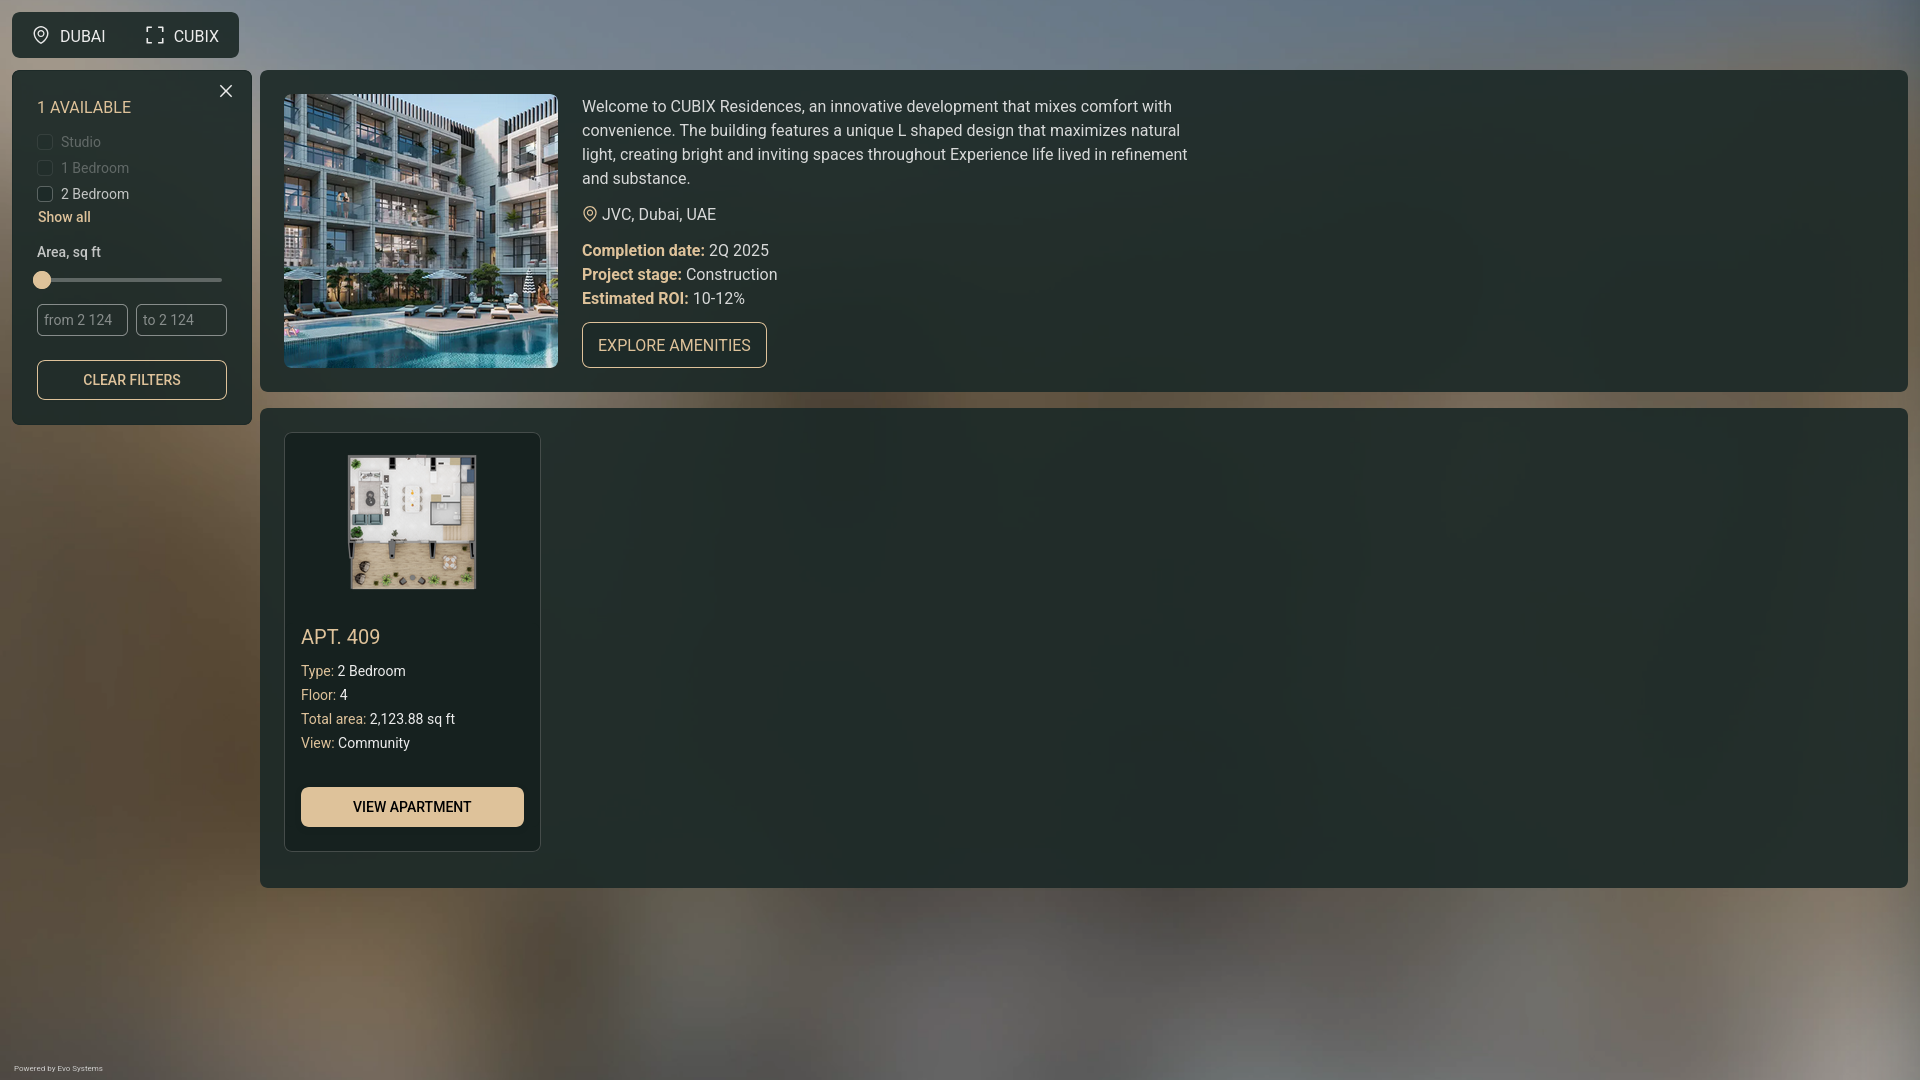 DUBAI
CUBIX
1 AVAILABLE
Studio
1 Bedroom
2 Bedroom
Show all
Area, sq ft
from 2 124
to 2 124
CLEAR FILTERS
Welcome to CUBIX Residences, an innovative development that mixes comfort with
convenience. The building features a unique L shaped design that maximizes natural
light, creating bright and inviting spaces throughout Experience life lived in refinement
and substance.
JVC, Dubai, UAE
Completion date: 2Q 2025
Project stage: Construction
Estimated ROI: 10-12%
EXPLORE AMENITIES
APT. 409
Type: 2 Bedroom
Floor: 4
Total area: 2,123.88 sq ft
View: Community
VIEW APARTMENT
Powered by Evo Systems